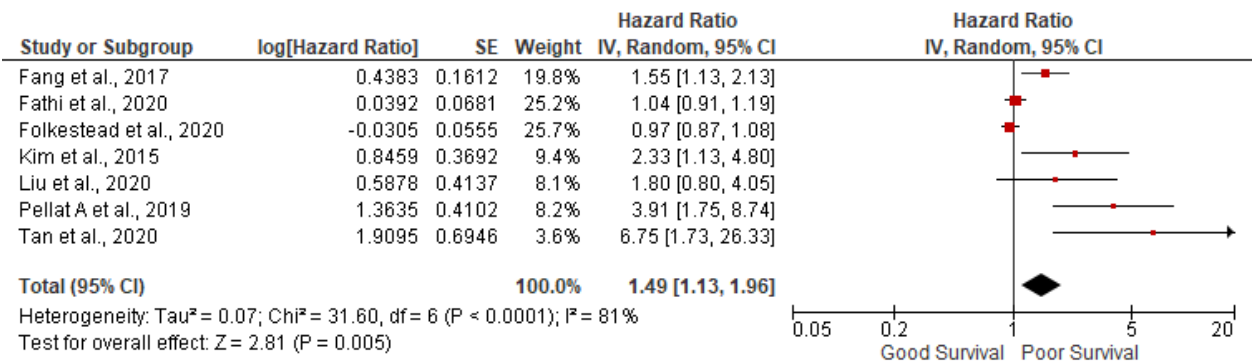 Hazard Ratio Hazard Ratio
Study or Subgroup log[Hazard Ratio] SE Weight IV, Random, 95% CI IV, Random, 95% CI
Fang et al., 2017 0.4383 0.1612 19.8% 1.55 [1.13, 2.13]
Fathi et al., 2020 0.0392 0.0681 25.2% 1.04 [0.91, 1.19]
Folkestead et al., 2020 -0.0305 0.0555 25.7% 0.97 [0.87, 1.08]
Kim et al., 2015 0.8459 0.3692 9.4% 2.33 [1.13, 4.80]
Liu et al., 2020 0.5878 0.4137 8.1% 1.80 [0.80, 4.05]
Pellat A et al., 2019 1.3635 0.4102 8.2% 3.91 [1.75, 8.74]
Tan et al., 2020 1.9095 0.6946 3.6% 6.75 [1.73, 26.33]
Total (95% CI) 100.0% 1.49 [1.13, 1.96]
Heterogeneity: Tau² = 0.07; Chi² = 31.60, df = 6 (P < 0.0001); I² = 81%
Test for overall effect: Z = 2.81 (P = 0.005)
0.05 0.2 1 5 20
Good Survival Poor Survival